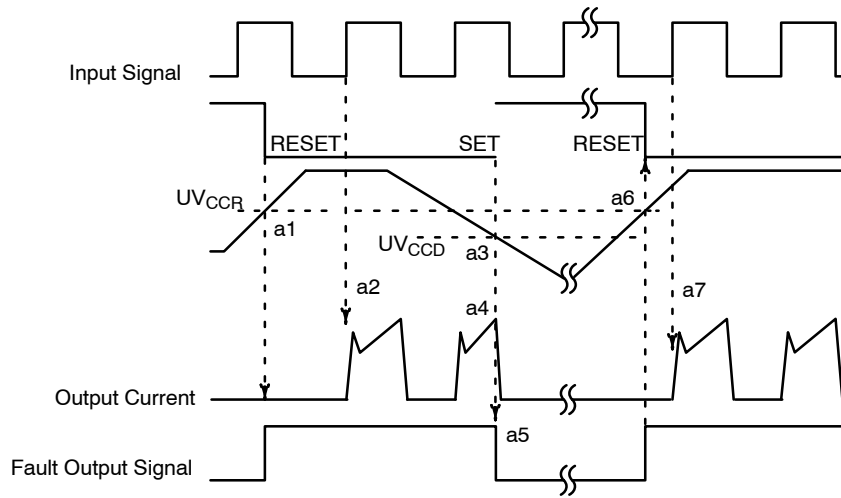 Input Signal
RESET
SET
RESET
UVCCR
a1
a6
UVCCD
a3
a2
a4
a7
Output Current
a5
Fault Output Signal